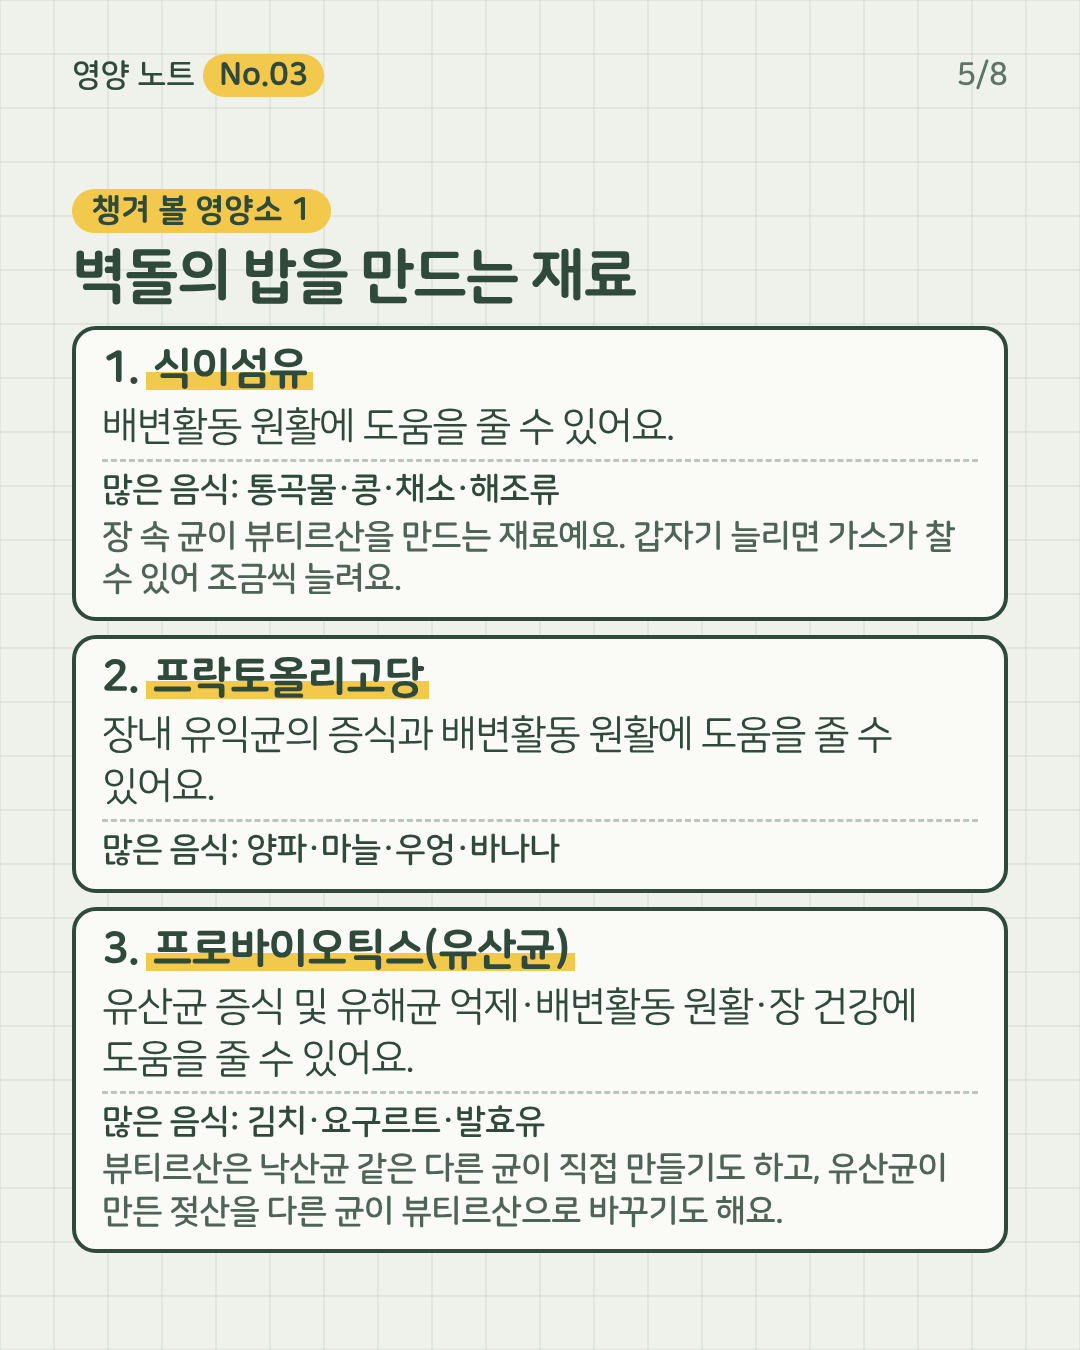 영양 노트 No.03
5/8
챙겨 볼 영양소 1
벽돌의 밥을 만드는 재료
1. 식이섬유
배변활동 원활에 도움을 줄 수 있어요.
많은 음식: 통곡물·콩·채소·해조류
장 속 균이 뷰티르산을 만드는 재료예요. 갑자기 늘리면 가스가 찰
수 있어 조금씩 늘려요.
2. 프락토올리고당
장내 유익균의 증식과 배변활동 원활에 도움을 줄 수
있어요.
많은 음식: 양파·마늘·우엉·바나나
3. 프로바이오틱스(유산균)
유산균 증식 및 유해균 억제·배변활동 원활·장 건강에
도움을 줄 수 있어요.
많은 음식: 김치·요구르트·발효유
뷰티르산은 낙산균 같은 다른 균이 직접 만들기도 하고, 유산균이
만든 젖산을 다른 균이 뷰티르산으로 바꾸기도 해요.